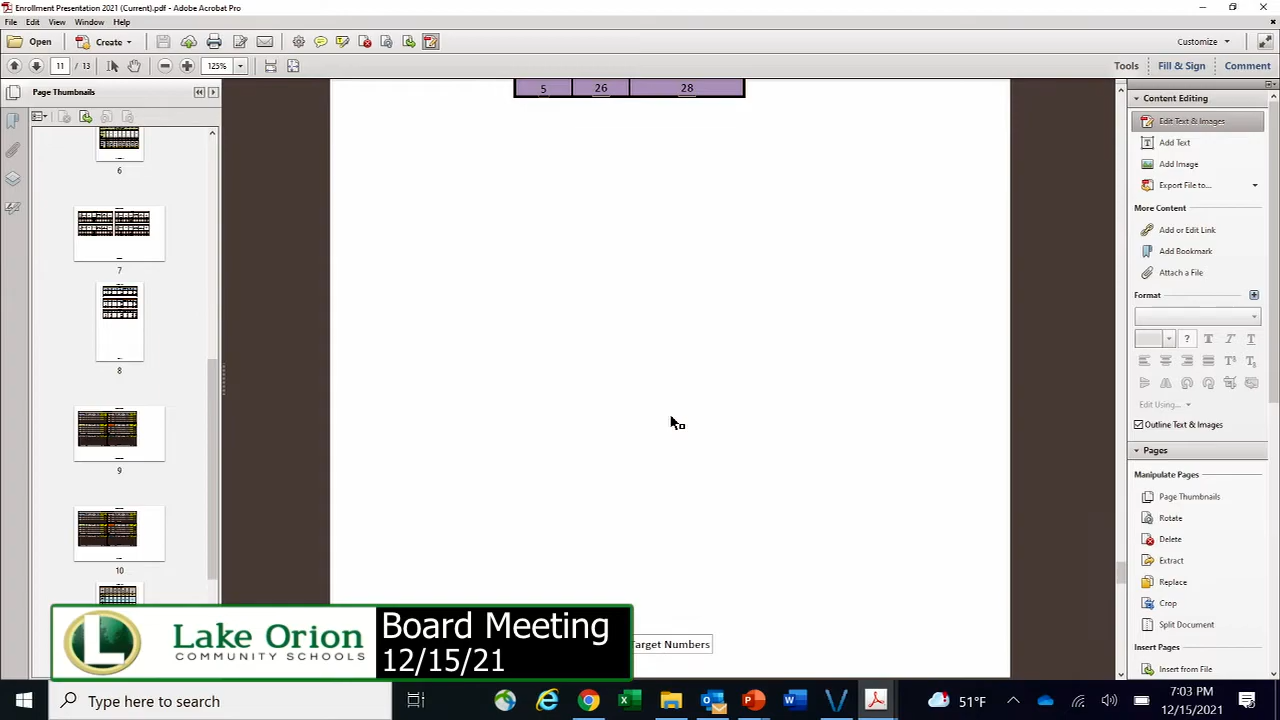 Enrollment Presentation 2021 (Current).pdf - Adobe Acrobat Pro
File Edit View Window Help
Open Create Customize
11 / 13 125% Tools Fill & Sign Comment
Page Thumbnails
6
7
8
9
10
5 26 28
Target Numbers
Content Editing
Edit Text & Images
Add Text
Add Image
Export File to...
More Content
Add or Edit Link
Add Bookmark
Attach a File
Format
?
Edit Using...
Outline Text & Images
Pages
Manipulate Pages
Page Thumbnails
Rotate
Delete
Extract
Replace
Crop
Split Document
Insert Pages
Insert from File
L
Lake Orion
COMMUNITY SCHOOLS
Board Meeting
12/15/21
Type here to search
51°F
7:13 PM
12/15/2021